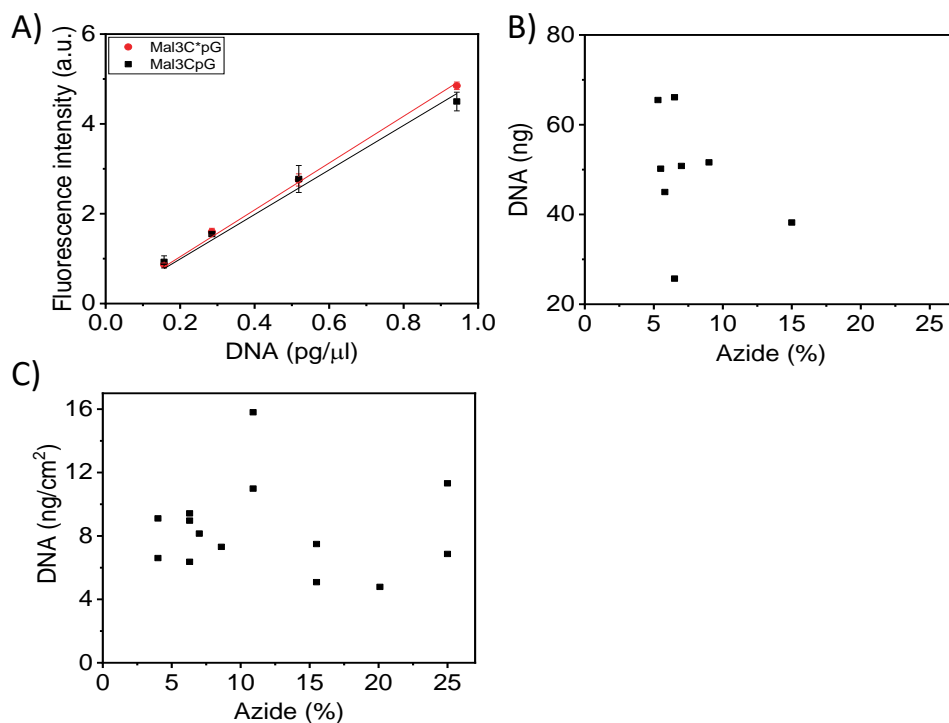 A)
Fluorescence intensity (a.u.)
6
4
2
0
Mal3C*pG
Mal3CpG
0.0 0.2 0.4 0.6 0.8 1.0
DNA (pg/μl)
B)
DNA (ng)
80
60
40
20
0 5 10 15 20 25
Azide (%)
C)
DNA (ng/cm²)
16
12
8
4
0
0 5 10 15 20 25
Azide (%)